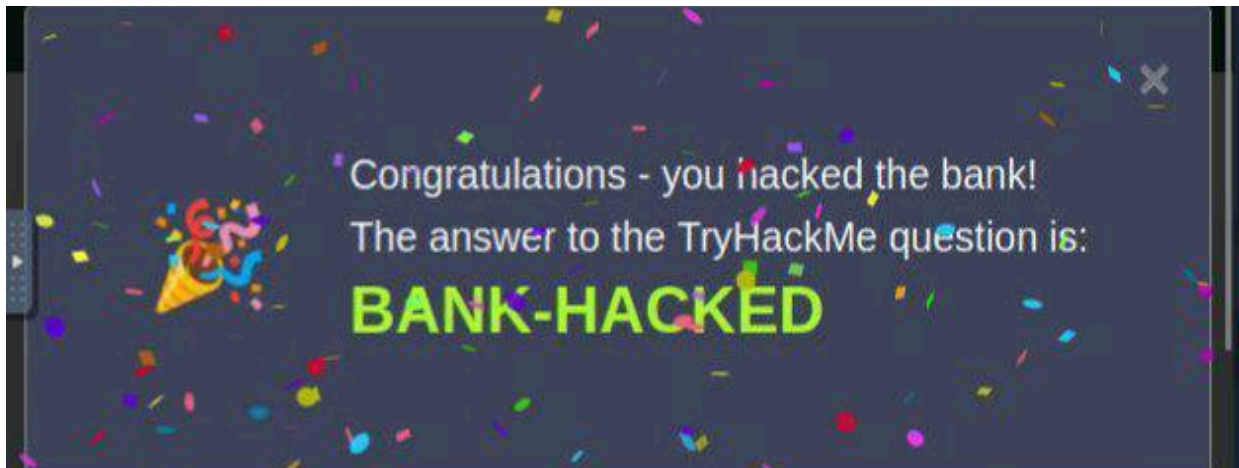 Congratulations - you hacked the bank!
The answer to the TryHackMe question is:
BANK-HACKED